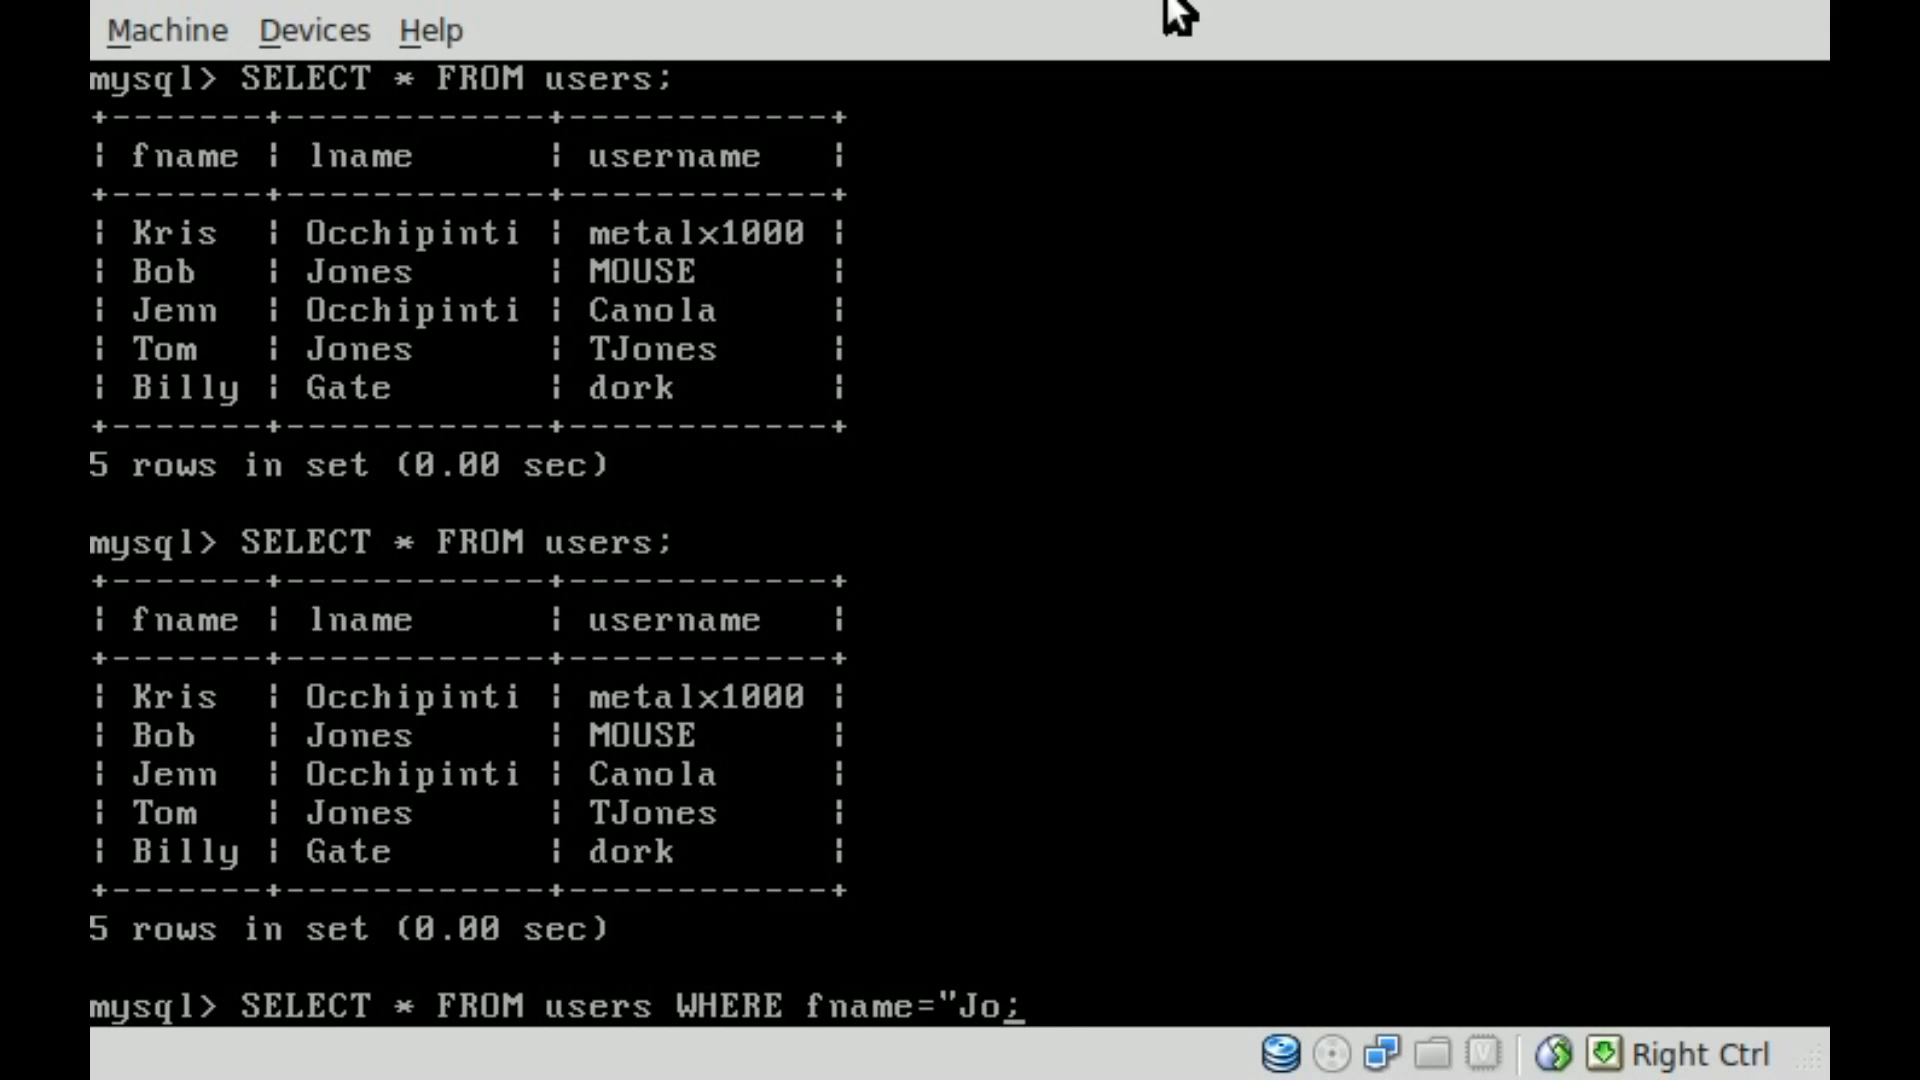 Machine Devices Help
mysql> SELECT * FROM users;
+-------+------------+------------+
| fname | lname      | username   |
+-------+------------+------------+
| Kris  | Occhipinti | metalx1000 |
| Bob   | Jones      | MOUSE      |
| Jenn  | Occhipinti | Canola     |
| Tom   | Jones      | TJones     |
| Billy | Gate       | dork       |
+-------+------------+------------+
5 rows in set (0.00 sec)
mysql> SELECT * FROM users;
+-------+------------+------------+
| fname | lname      | username   |
+-------+------------+------------+
| Kris  | Occhipinti | metalx1000 |
| Bob   | Jones      | MOUSE      |
| Jenn  | Occhipinti | Canola     |
| Tom   | Jones      | TJones     |
| Billy | Gate       | dork       |
+-------+------------+------------+
5 rows in set (0.00 sec)
mysql> SELECT * FROM users WHERE fname="Jo;
Right Ctrl